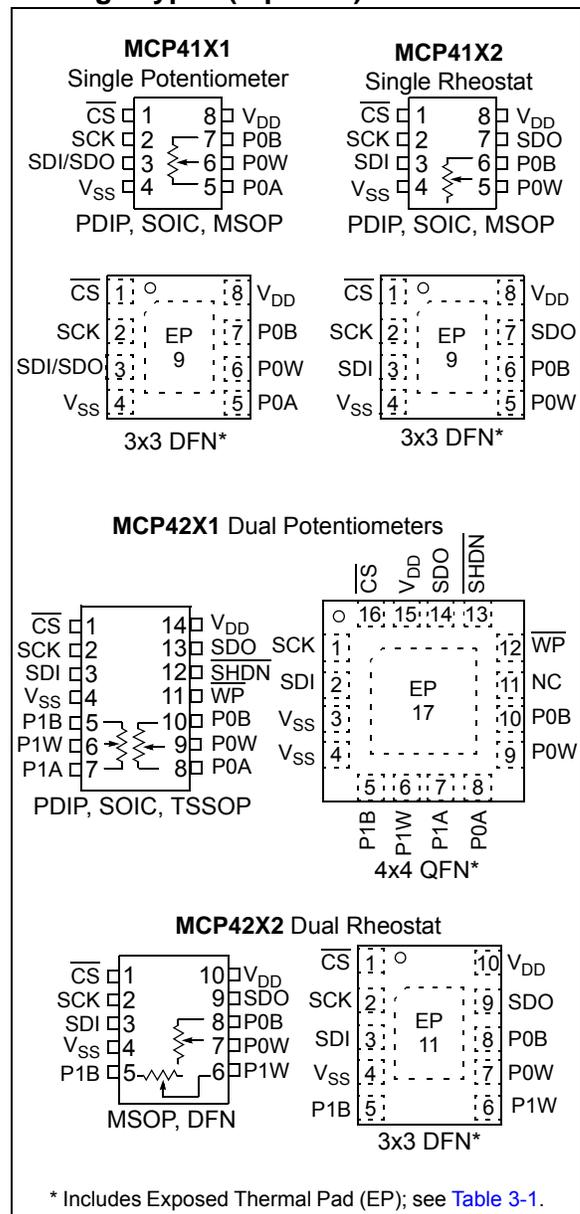 MCP41X1
Single Potentiometer
CS 1 8 VDD
SCK 2 7 P0B
SDI/SDO 3 6 P0W
VSS 4 5 P0A
PDIP, SOIC, MSOP
MCP41X2
Single Rheostat
CS 1 8 VDD
SCK 2 7 SDO
SDI 3 6 P0B
VSS 4 5 P0W
PDIP, SOIC, MSOP
CS 1 8 VDD
SCK 2 EP 7 P0B
SDI/SDO 3 9 6 P0W
VSS 4 5 P0A
3x3 DFN*
CS 1 8 VDD
SCK 2 EP 7 SDO
SDI 3 9 6 P0B
VSS 4 5 P0W
3x3 DFN*
MCP42X1 Dual Potentiometers
CS 1 14 VDD
SCK 2 13 SDO
SDI 3 12 SHDN
VSS 4 11 WP
P1B 5 10 P0B
P1W 6 9 P0W
P1A 7 8 P0A
PDIP, SOIC, TSSOP
CS VDD SDO SHDN
16 15 14 13
SCK 1 12 WP
SDI 2 EP 11 NC
VSS 3 17 10 P0B
VSS 4 9 P0W
5 6 7 8
P1B P1W P1A P0A
4x4 QFN*
MCP42X2 Dual Rheostat
CS 1 10 VDD
SCK 2 9 SDO
SDI 3 8 P0B
VSS 4 7 P0W
P1B 5 6 P1W
MSOP, DFN
CS 1 10 VDD
SCK 2 EP 9 SDO
SDI 3 11 8 P0B
VSS 4 7 P0W
P1B 5 6 P1W
3x3 DFN*
* Includes Exposed Thermal Pad (EP); see Table 3-1.